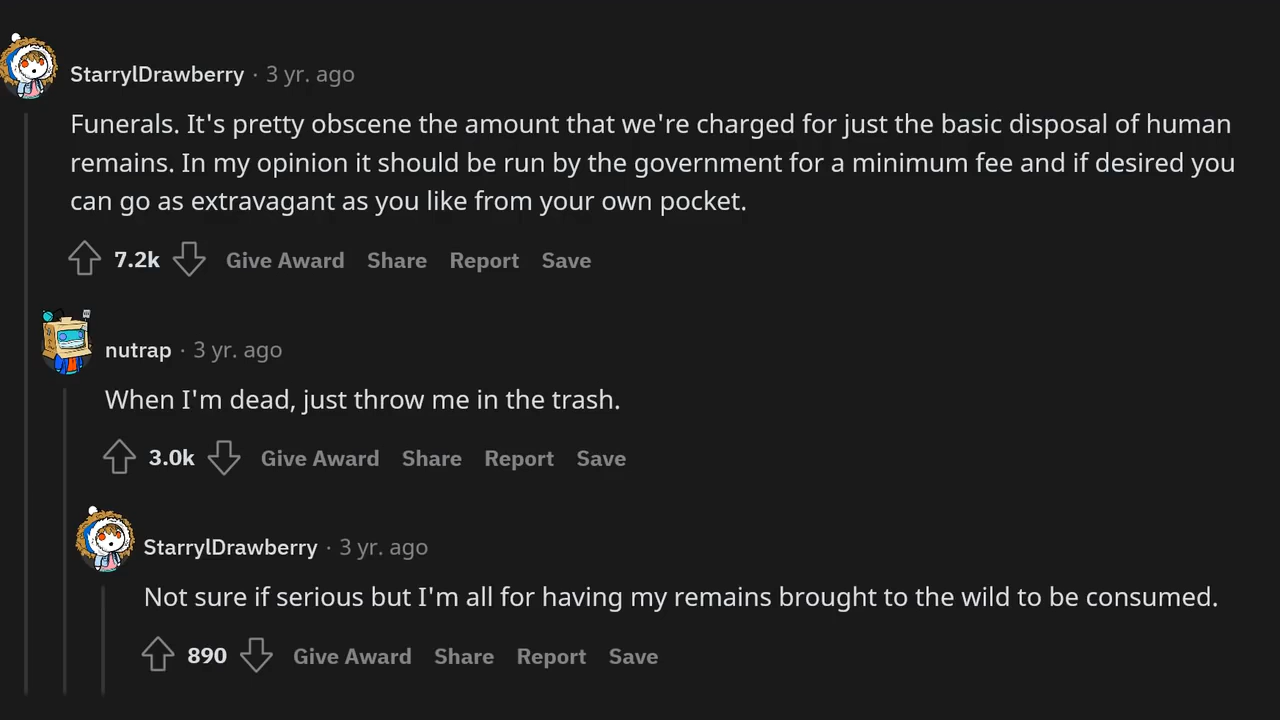 StarrylDrawberry · 3 yr. ago
Funerals. It's pretty obscene the amount that we're charged for just the basic disposal of human
remains. In my opinion it should be run by the government for a minimum fee and if desired you
can go as extravagant as you like from your own pocket.
7.2k Give Award Share Report Save
nutrap · 3 yr. ago
When I'm dead, just throw me in the trash.
3.0k Give Award Share Report Save
StarrylDrawberry · 3 yr. ago
Not sure if serious but I'm all for having my remains brought to the wild to be consumed.
890 Give Award Share Report Save